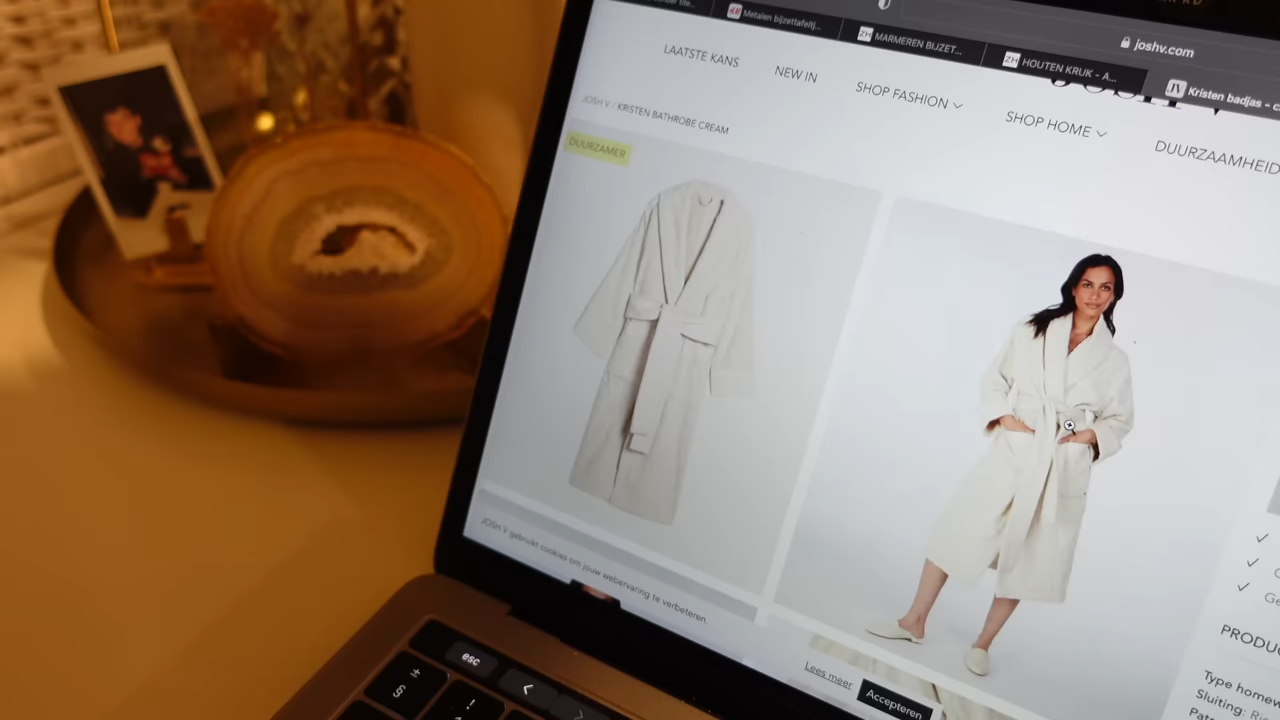 Metalen bijzettafeltj...
MARMEREN BIJZET...
HOUTEN KRUK - A...
joshv.com
Kristen badjas - c
LAATSTE KANS
NEW IN
SHOP FASHION
SHOP HOME
DUURZAAMHEID
JOSH V / KRISTEN BATHROBE CREAM
DUURZAMER
JOSH V gebruikt cookies om jouw webervaring te verbeteren.
Lees meer
Accepteren
PRODU
Type homew
Sluiting: R
esc
±
§
!